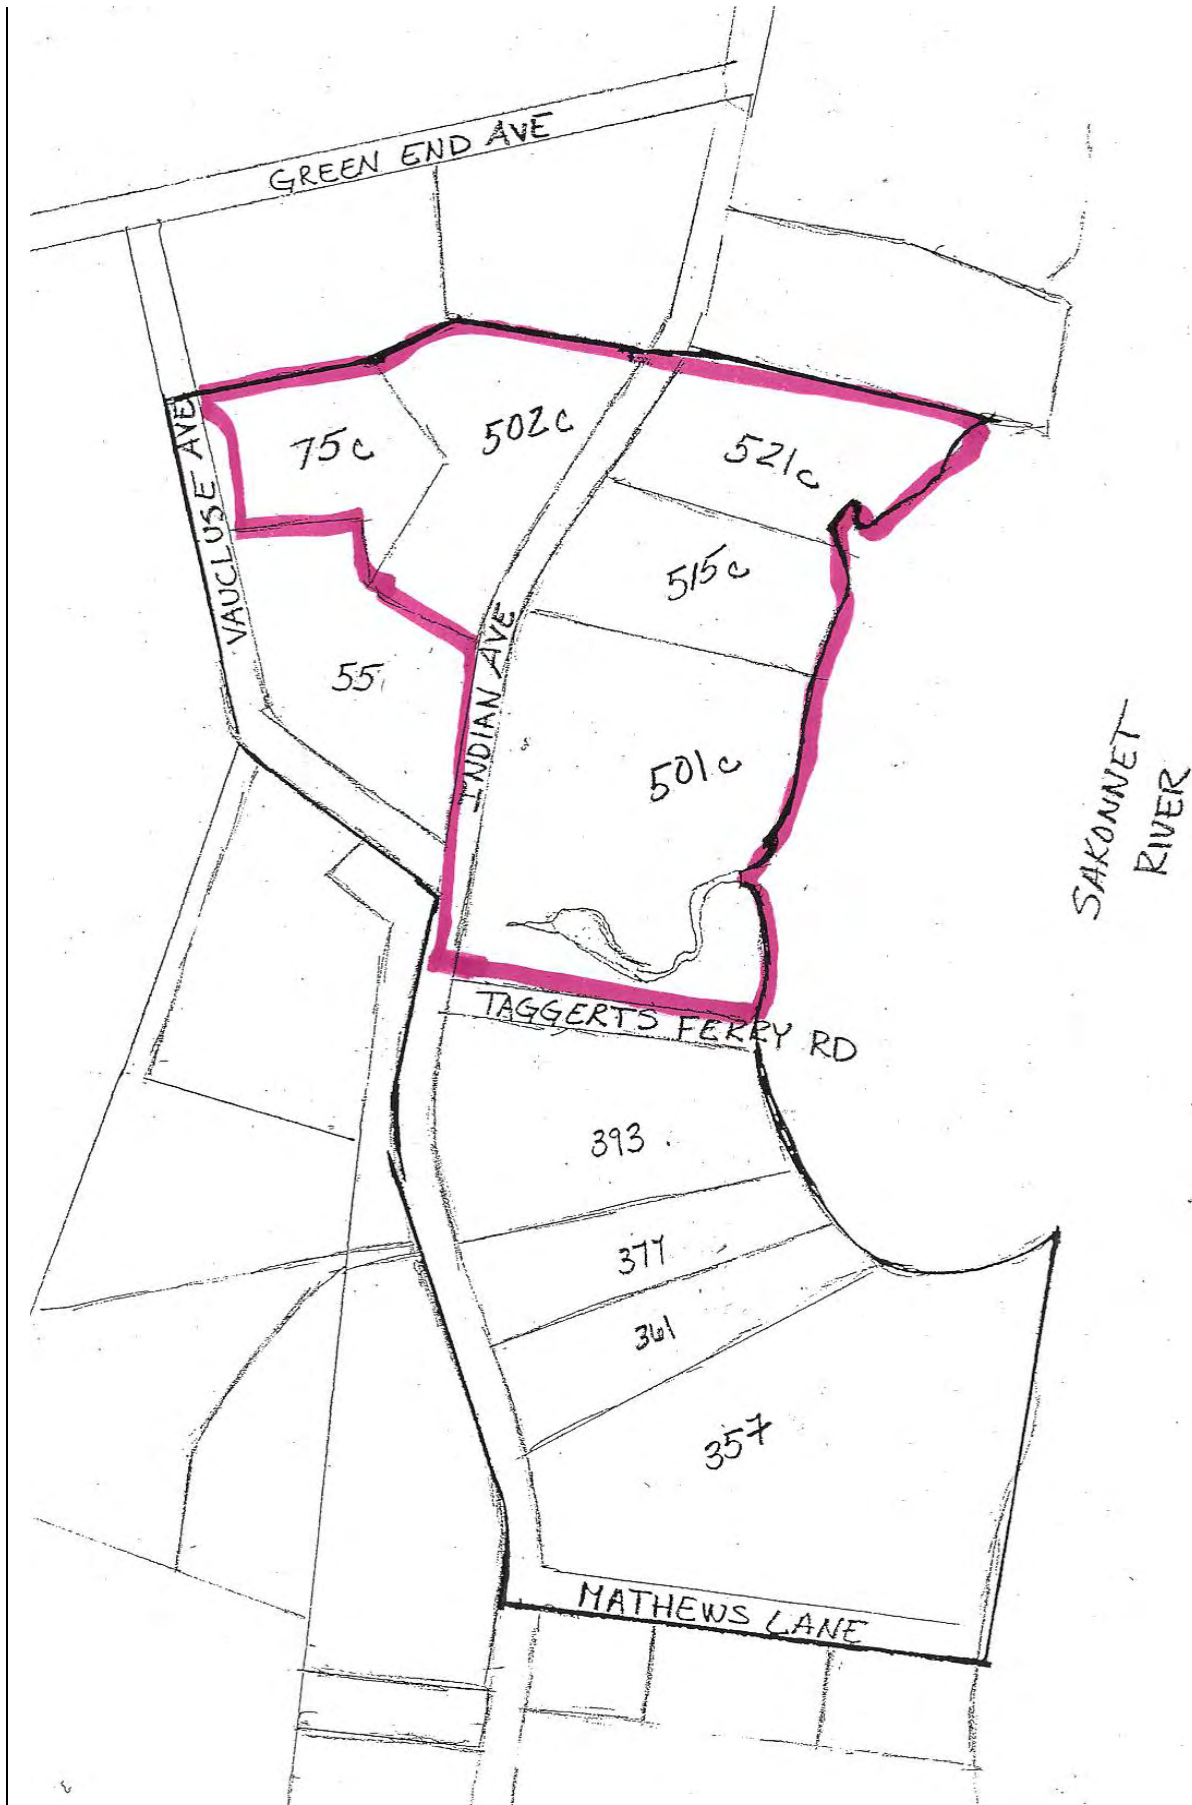 GREEN END AVE
VAUCLUSE AVE
75c
502c
521c
515c
55
INDIAN AVE
501c
SAKONNET
RIVER
TAGGERTS FERRY RD
393
377
361
357
MATHEWS LANE